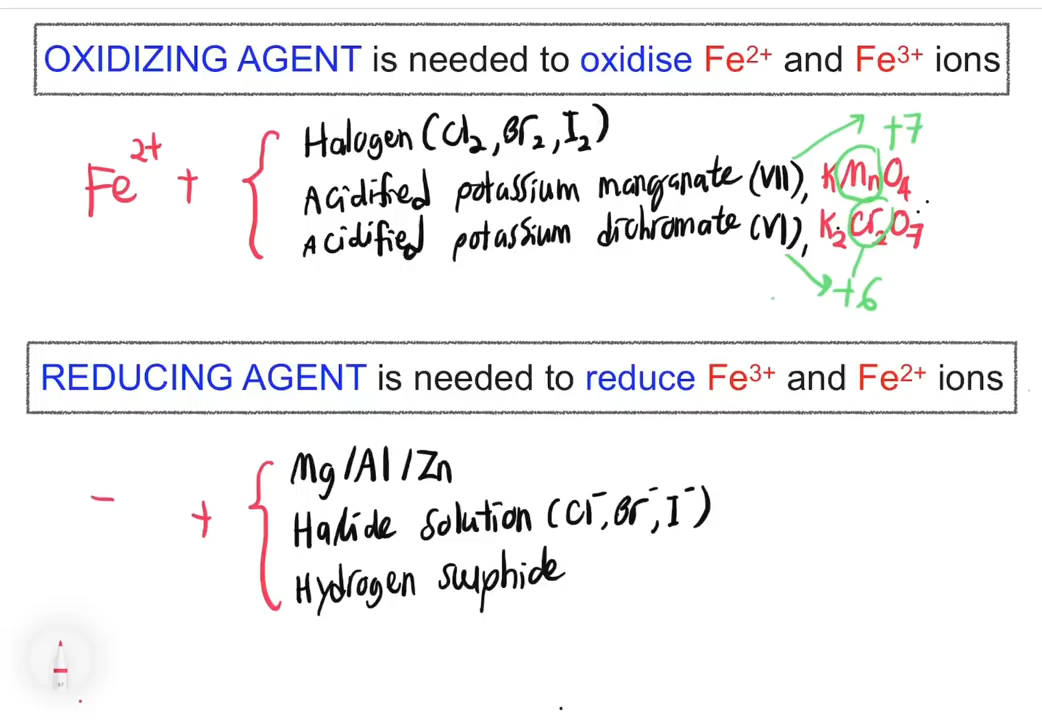 OXIDIZING AGENT is needed to oxidise Fe2+ and Fe3+ ions
Halogen (Cl2, Br2, I2)
+7
Fe2+ + { Acidified potassium manganate (VII), KMnO4
Acidified potassium dichromate (VI), K2Cr2O7
+6
REDUCING AGENT is needed to reduce Fe3+ and Fe2+ ions
Mg/Al/Zn
- + { Halide solution (Cl-, Br-, I-)
Hydrogen sulphide